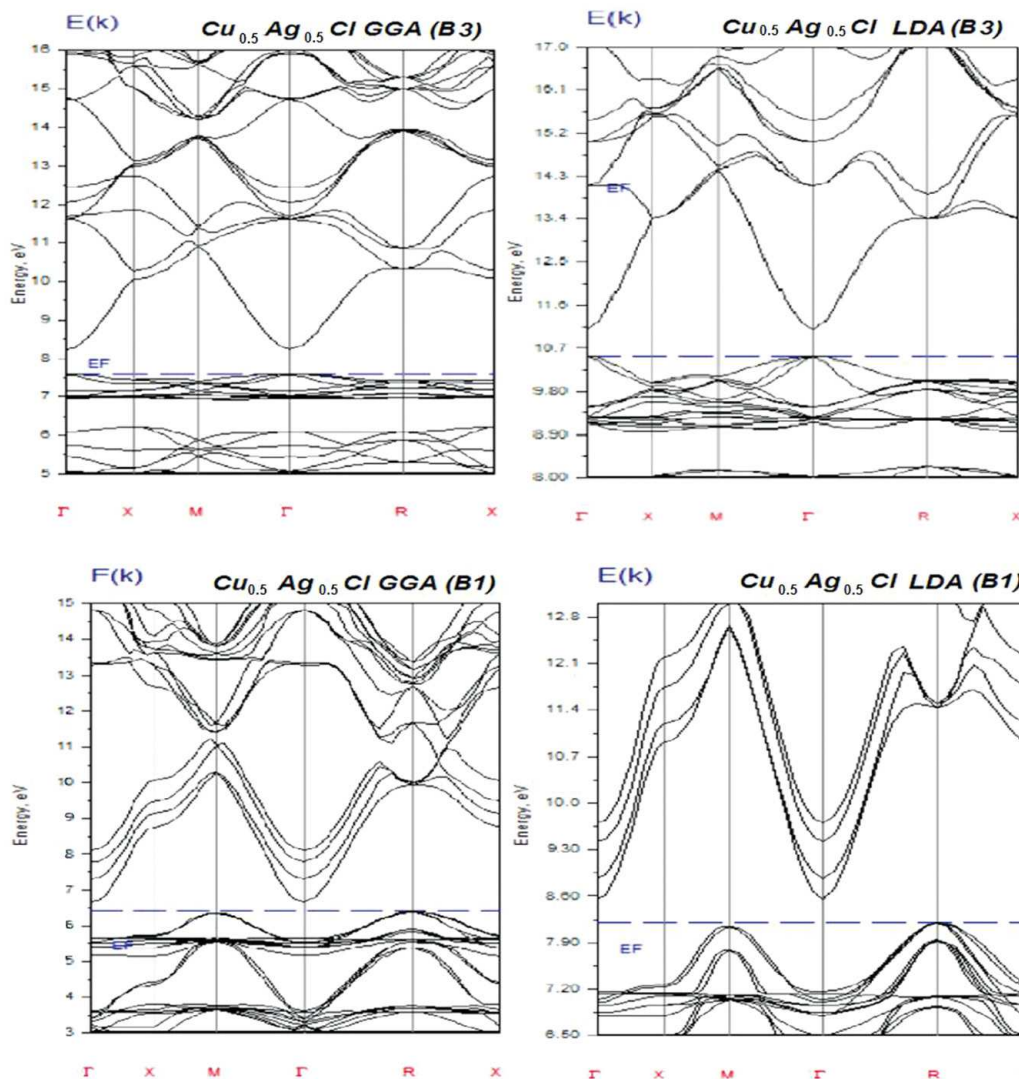 E(k)
Cu0.5 Ag0.5 Cl GGA (B3)
16
15
14
13
12
11
10
9
8
7
6
5
Energy, eV
EF
Γ X M Γ R X
E(k)
Cu0.5 Ag0.5 Cl LDA (B3)
17.0
16.1
15.2
14.3
13.4
12.5
11.6
10.7
9.80
8.90
8.00
Energy, eV
EF
Γ X M Γ R X
F(k)
Cu0.5 Ag0.5 Cl GGA (B1)
15
14
13
12
11
10
9
8
7
6
5
4
3
Energy, eV
EF
Γ X M Γ R X
E(k)
Cu0.5 Ag0.5 Cl LDA (B1)
12.8
12.1
11.4
10.7
10.0
9.30
8.60
7.90
7.20
6.50
Energy, eV
EF
Γ X M Γ R